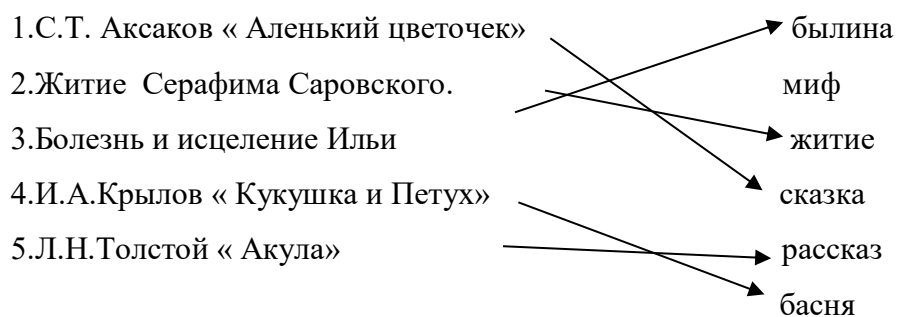 1.С.Т. Аксаков « Аленький цветочек» былина
2.Житие Серафима Саровского. миф
3.Болезнь и исцеление Ильи житие
4.И.А.Крылов « Кукушка и Петух» сказка
5.Л.Н.Толстой « Акула» рассказ
басня